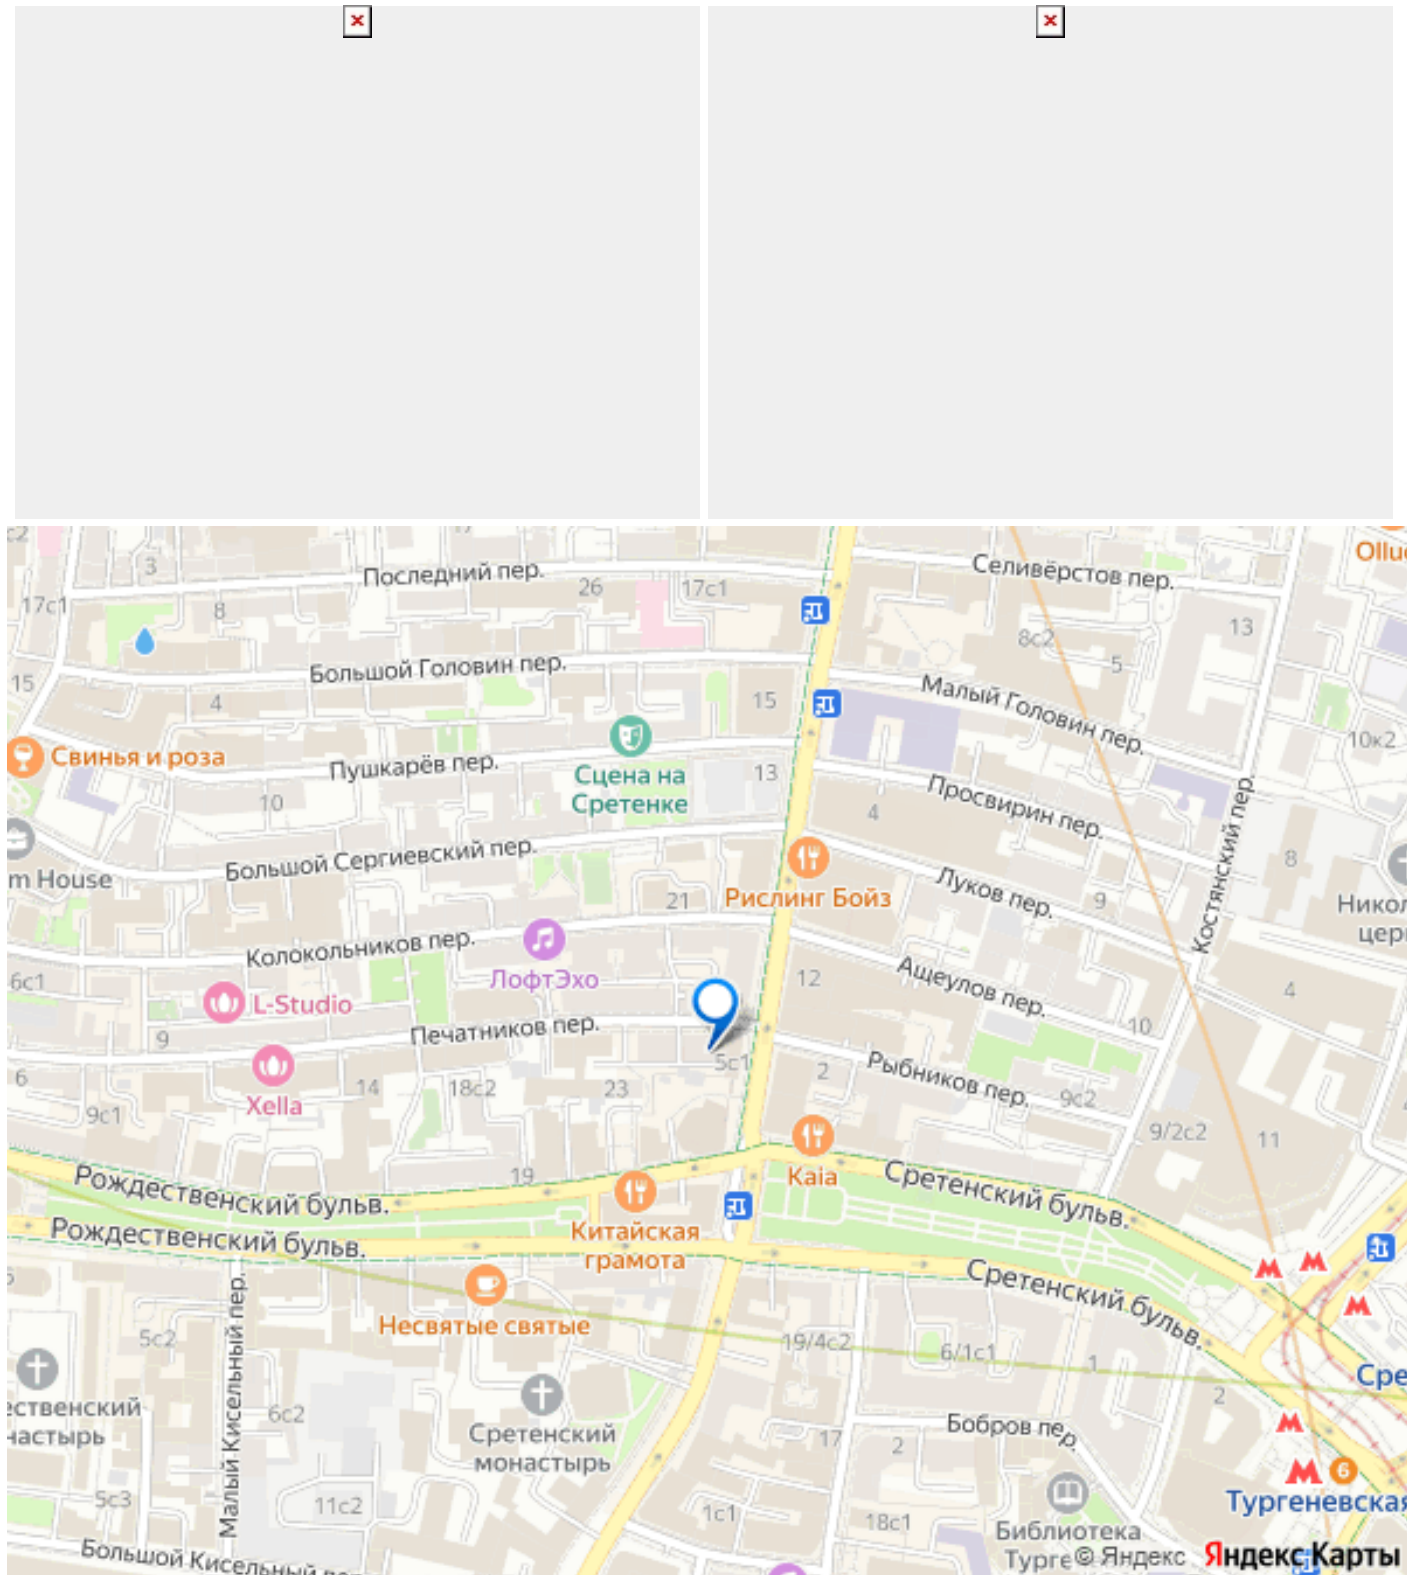 Последний пер.
Селивёрстов пер.
3
26
17с1
17с1
8
8с2
13
5
Большой Головин пер.
15
4
15
Малый Головин пер.
10к2
Свинья и роза
Пушкарёв пер.
Сцена на
Сретенке
13
10
4
Просвирин пер.
Костянский пер.
8
Большой Сергиевский пер.
m House
Рислинг Бойз
21
Луков пер.
9
Колокольников пер.
ЛофтЭхо
6с1
L-Studio
12
Ащеулов пер.
4
10
Печатников пер.
9
5с1
2
Рыбников пер.
9с2
6
Xella
14
18с2
23
9с1
9/2с2
11
Kaia
19
Рождественский бульв.
Сретенский бульв.
Рождественский бульв.
Китайская
грамота
Сретенский бульв.
Несвятые святые
Малый Кисельный пер.
5с2
19/4с2
6/1с1
1
2
6с2
Сретенский
монастырь
Бобров пер.
17
2
5с3
11с2
1с1
18с1
6
Тургеневская
Библиотека
Большой Кисельный
© Яндекс
Яндекс Карты